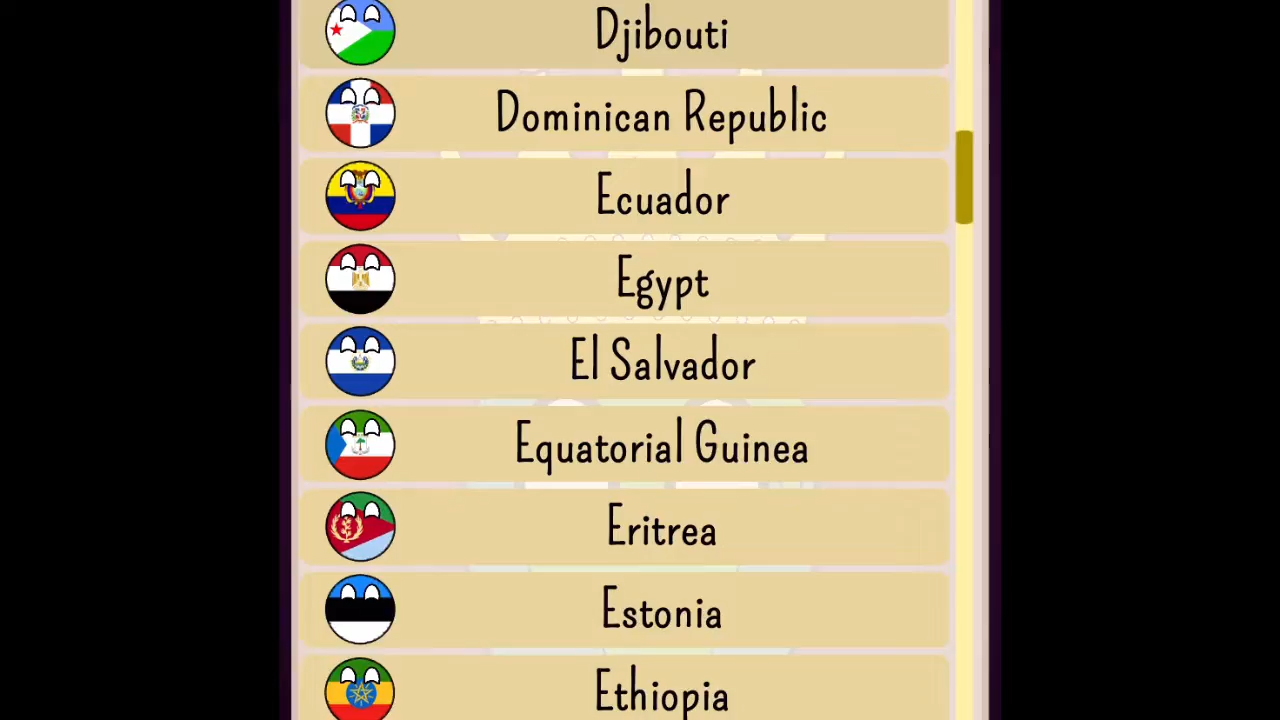 Djibouti
Dominican Republic
Ecuador
Egypt
El Salvador
Equatorial Guinea
Eritrea
Estonia
Ethiopia